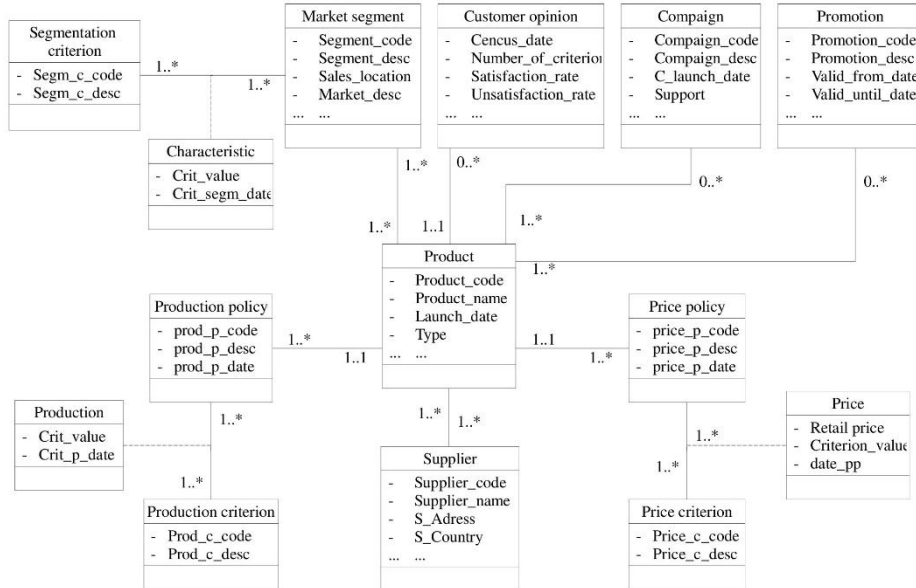 Segmentation
criterion
- Segm_c_code
- Segm_c_desc
1..*
1..*
Market segment
- Segment_code
- Segment_desc
- Sales_location
- Market_desc
... ...
Customer opinion
- Cencus_date
- Number_of_criterion
- Satisfaction_rate
- Unsatisfaction_rate
... ...
Compaign
- Compaign_code
- Compaign_desc
- C_launch_date
- Support
... ...
Promotion
- Promotion_code
- Promotion_desc
- Valid_from_date
- Valid_until_date
... ...
Characteristic
- Crit_value
- Crit_segm_date
1..*
0..*
0..*
0..*
1..*
1..1
1..*
1..*
Product
- Product_code
- Product_name
- Launch_date
- Type
... ...
Production policy
- prod_p_code
- prod_p_desc
- prod_p_date
1..*
1..1
1..1
1..*
Price policy
- price_p_code
- price_p_desc
- price_p_date
Production
- Crit_value
- Crit_p_date
1..*
1..*
1..*
1..*
1..*
1..*
Price
- Retail price
- Criterion_value
- date_pp
Supplier
- Supplier_code
- Supplier_name
- S_Adress
- S_Country
... ...
Production criterion
- Prod_c_code
- Prod_c_desc
1..*
Price criterion
- Price_c_code
- Price_c_desc